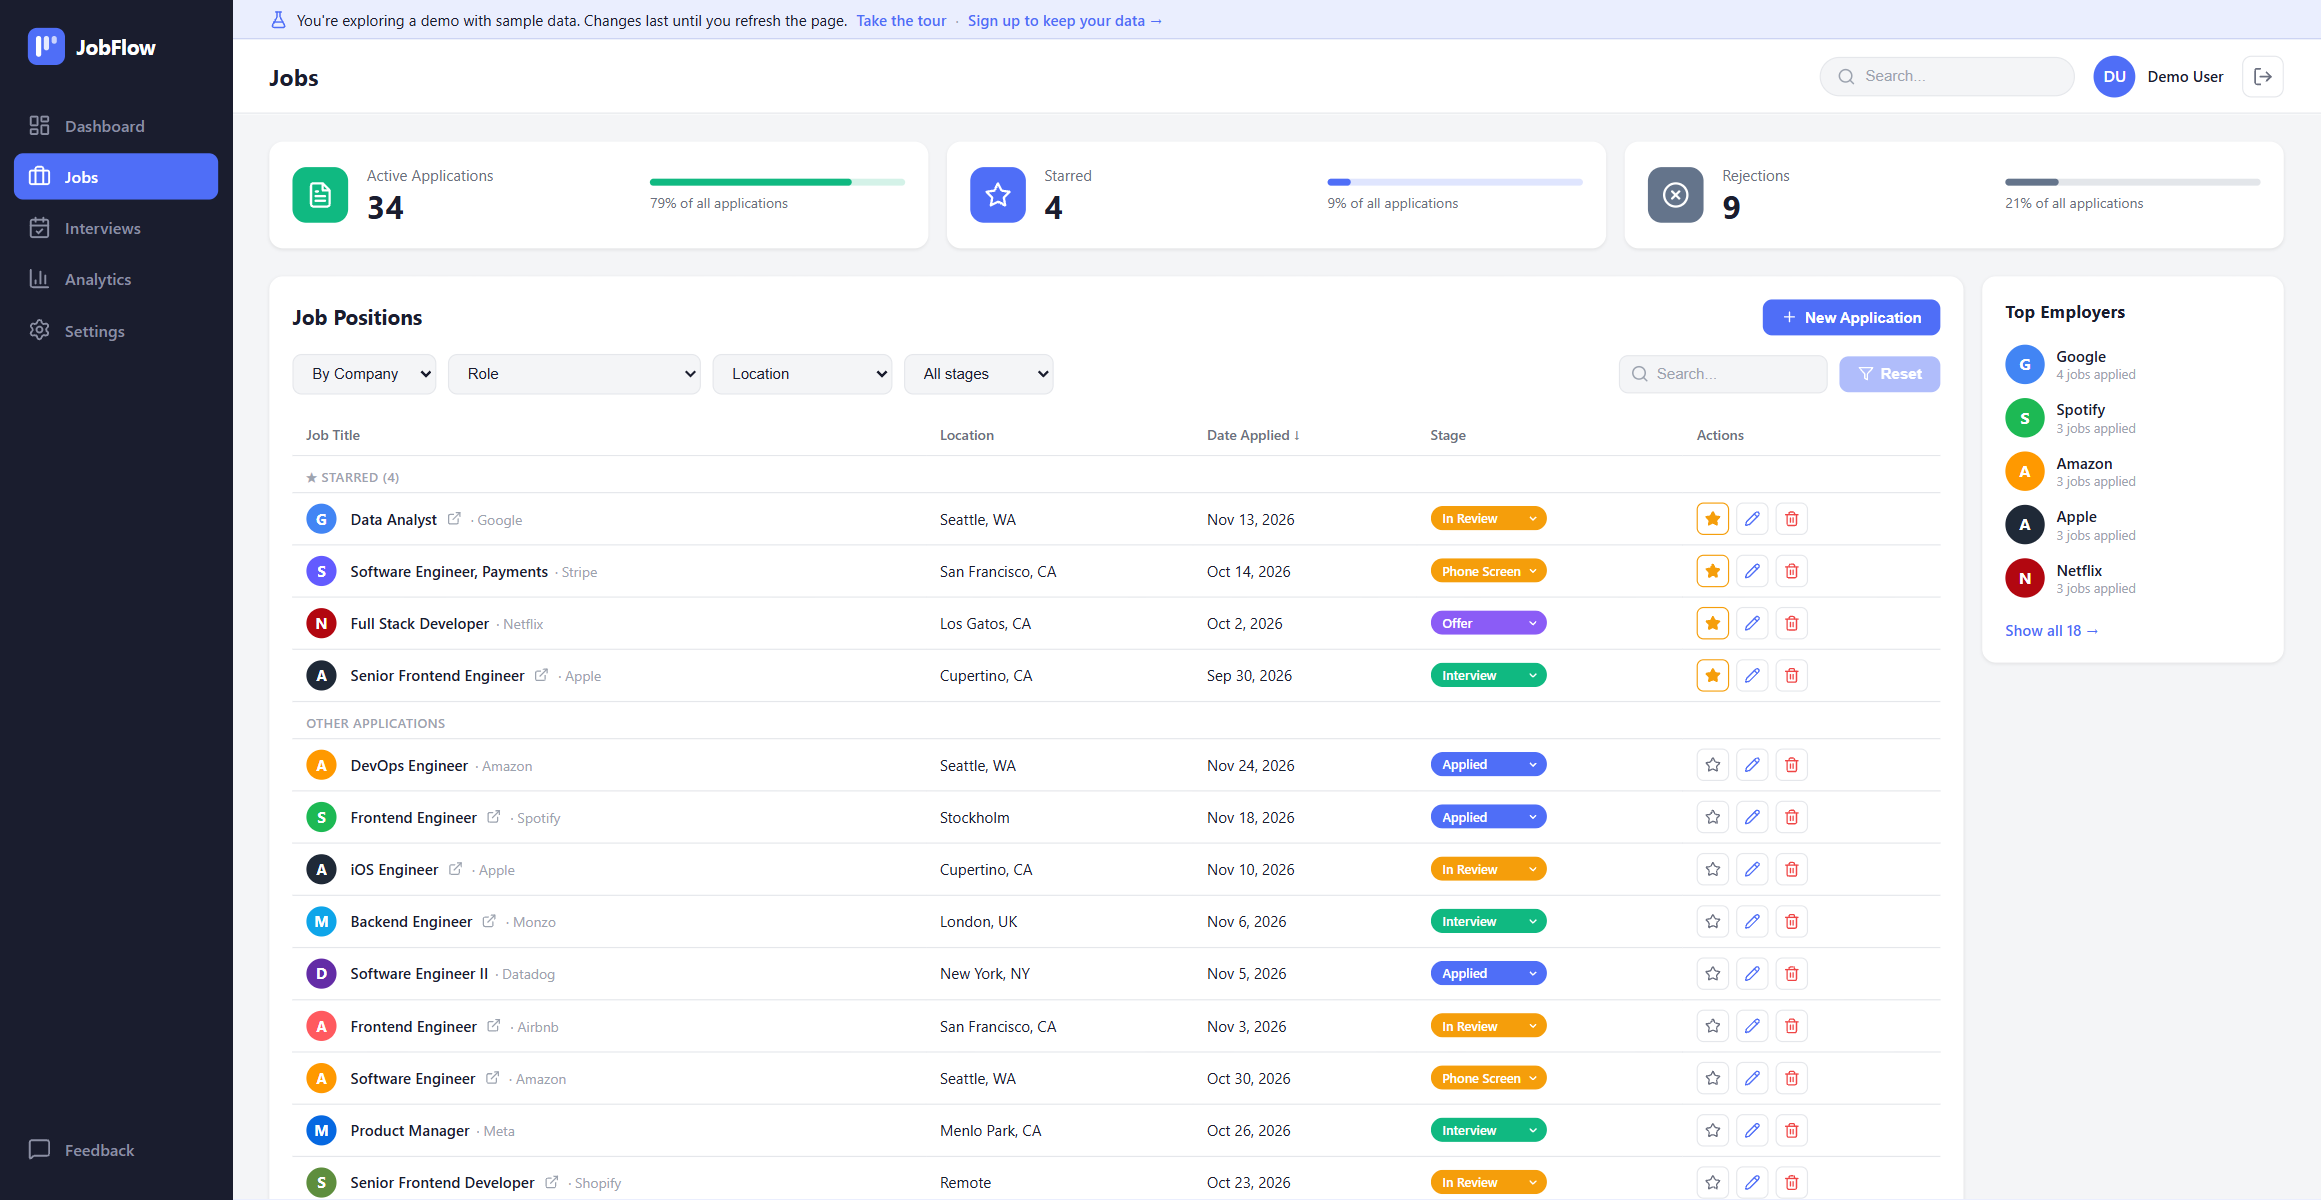 JobFlow
Dashboard
Jobs
Interviews
Analytics
Settings
Feedback
You're exploring a demo with sample data. Changes last until you refresh the page. Take the tour · Sign up to keep your data →
Jobs
Search...
DU Demo User
Active Applications
34
79% of all applications
Starred
4
9% of all applications
Rejections
9
21% of all applications
Job Positions
+ New Application
By Company Role Location All stages Search... Reset
Job Title Location Date Applied ↓ Stage Actions
★ STARRED (4)
G Data Analyst · Google Seattle, WA Nov 13, 2026 In Review
S Software Engineer, Payments · Stripe San Francisco, CA Oct 14, 2026 Phone Screen
N Full Stack Developer · Netflix Los Gatos, CA Oct 2, 2026 Offer
A Senior Frontend Engineer · Apple Cupertino, CA Sep 30, 2026 Interview
OTHER APPLICATIONS
A DevOps Engineer · Amazon Seattle, WA Nov 24, 2026 Applied
S Frontend Engineer · Spotify Stockholm Nov 18, 2026 Applied
A iOS Engineer · Apple Cupertino, CA Nov 10, 2026 In Review
M Backend Engineer · Monzo London, UK Nov 6, 2026 Interview
D Software Engineer II · Datadog New York, NY Nov 5, 2026 Applied
A Frontend Engineer · Airbnb San Francisco, CA Nov 3, 2026 In Review
A Software Engineer · Amazon Seattle, WA Oct 30, 2026 Phone Screen
M Product Manager · Meta Menlo Park, CA Oct 26, 2026 Interview
S Senior Frontend Developer · Shopify Remote Oct 23, 2026 In Review
Top Employers
G Google
4 jobs applied
S Spotify
3 jobs applied
A Amazon
3 jobs applied
A Apple
3 jobs applied
N Netflix
3 jobs applied
Show all 18 →